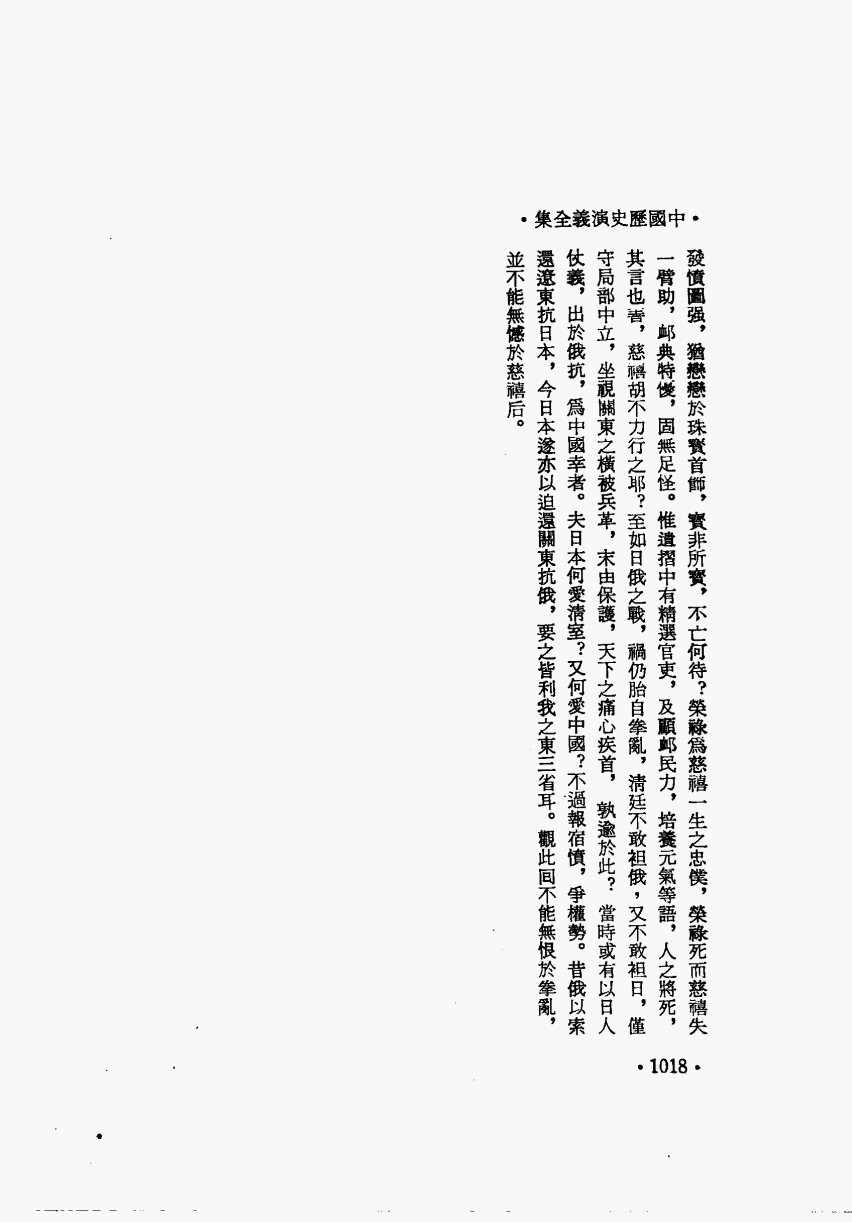 ·中國歷史演義全集·
發憤圖强，猶戀戀於珠寶首飾，寶非所寶，不亡何待？榮祿爲慈禧一生之忠僕，榮祿死而慈禧失
一臂助，卹典特優，固無足怪。惟遺摺中有精選官吏，及顧卹民力，培養元氣等語，人之將死，
其言也善，慈禧胡不力行之耶？至如日俄之戰，禍仍胎自拳亂，淸廷不敢袒俄，又不敢袒日，僅
守局部中立，坐視關東之橫被兵革，末由保護，天下之痛心疾首，孰逾於此？當時或有以日人
仗義，出於俄抗，爲中國幸者。夫日本何愛淸室？又何愛中國？不過報宿憤，爭權勢。昔俄以索
還遼東抗日本，今日本遂亦以迫還關東抗俄，要之皆利我之東三省耳。觀此回不能無恨於拳亂，
並不能無憾於慈禧后。
·1018·